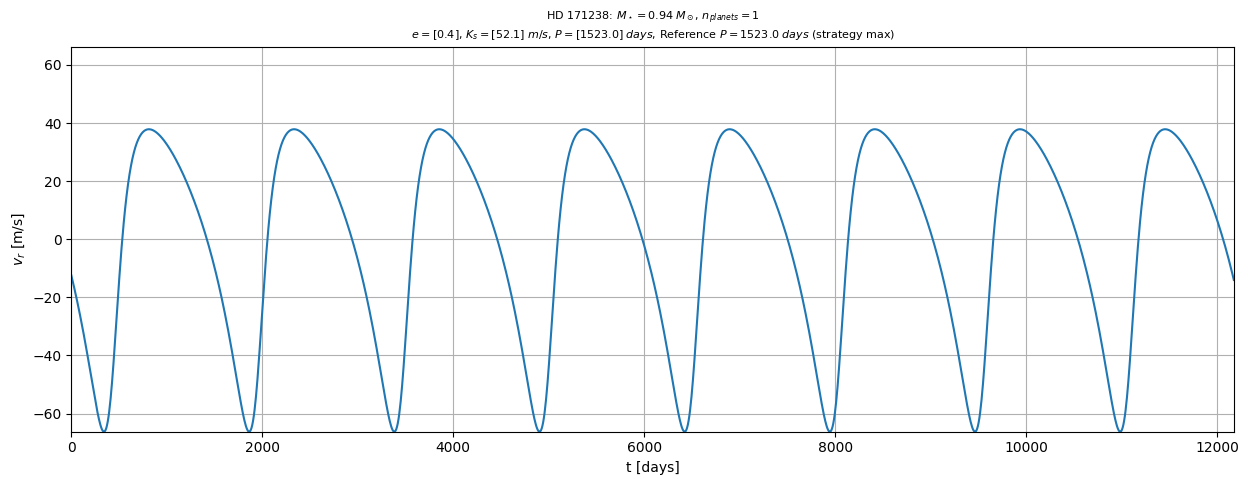 HD 171238: M⋆ = 0.94 M⊙, nplanets = 1
e = [0.4], Ks = [52.1] m/s, P = [1523.0] days, Reference P = 1523.0 days (strategy max)
60
40
20
0
−20
−40
−60
vr [m/s]
0 2000 4000 6000 8000 10000 12000
t [days]